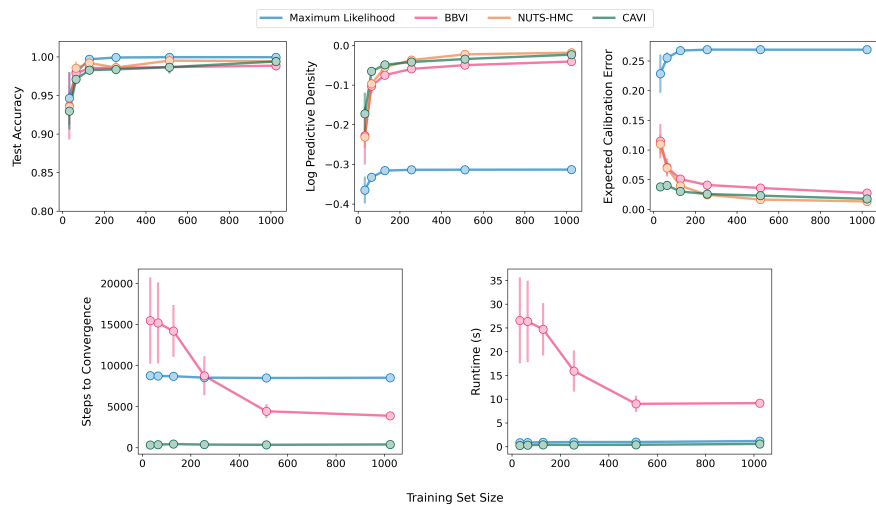 Maximum Likelihood BBVI NUTS-HMC CAVI
Test Accuracy
1.00
0.95
0.90
0.85
0.80
0 200 400 600 800 1000
Log Predictive Density
0.0
−0.1
−0.2
−0.3
−0.4
0 200 400 600 800 1000
Expected Calibration Error
0.25
0.20
0.15
0.10
0.05
0.00
0 200 400 600 800 1000
Steps to Convergence
20000
15000
10000
5000
0
0 200 400 600 800 1000
Runtime (s)
35
30
25
20
15
10
5
0
0 200 400 600 800 1000
Training Set Size